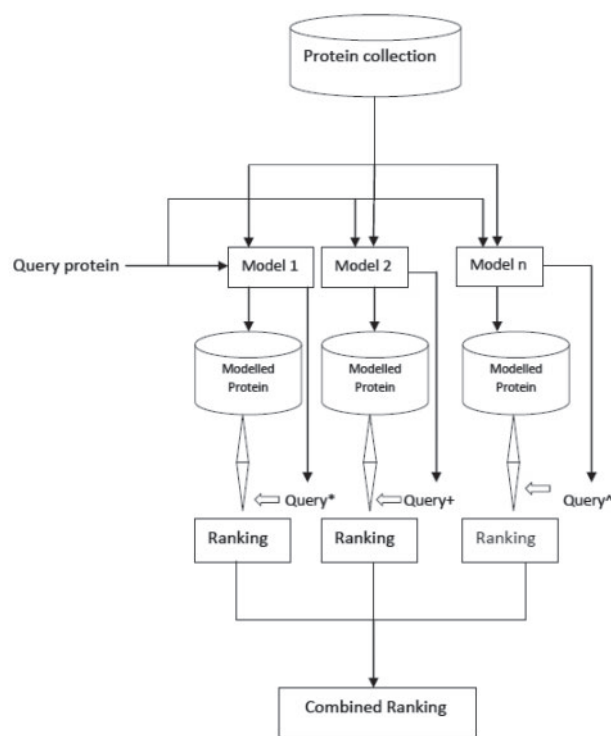 Protein collection
Query protein
Model 1
Model 2
Model n
Modelled
Protein
Modelled
Protein
Modelled
Protein
Query*
Query+
Query^
Ranking
Ranking
Ranking
Combined Ranking